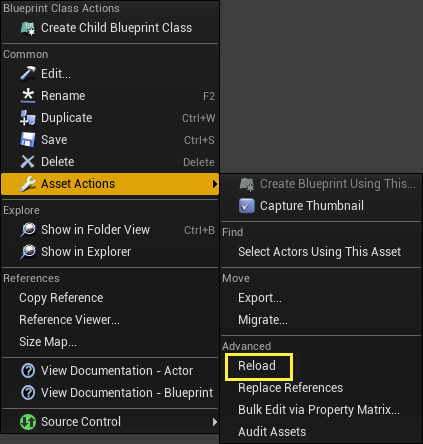 Blueprint Class Actions
Create Child Blueprint Class
Common
Edit...
Rename F2
Duplicate Ctrl+W
Save Ctrl+S
Delete Delete
Asset Actions
Explore
Show in Folder View Ctrl+B
Show in Explorer
References
Copy Reference
Reference Viewer...
Size Map...
View Documentation - Actor
View Documentation - Blueprint
Source Control
Create Blueprint Using This...
Capture Thumbnail
Find
Select Actors Using This Asset
Move
Export...
Migrate...
Advanced
Reload
Replace References
Bulk Edit via Property Matrix...
Audit Assets